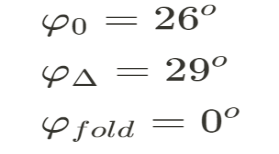 φ₀ = 26°
φ_Δ = 29°
φ_fold = 0°